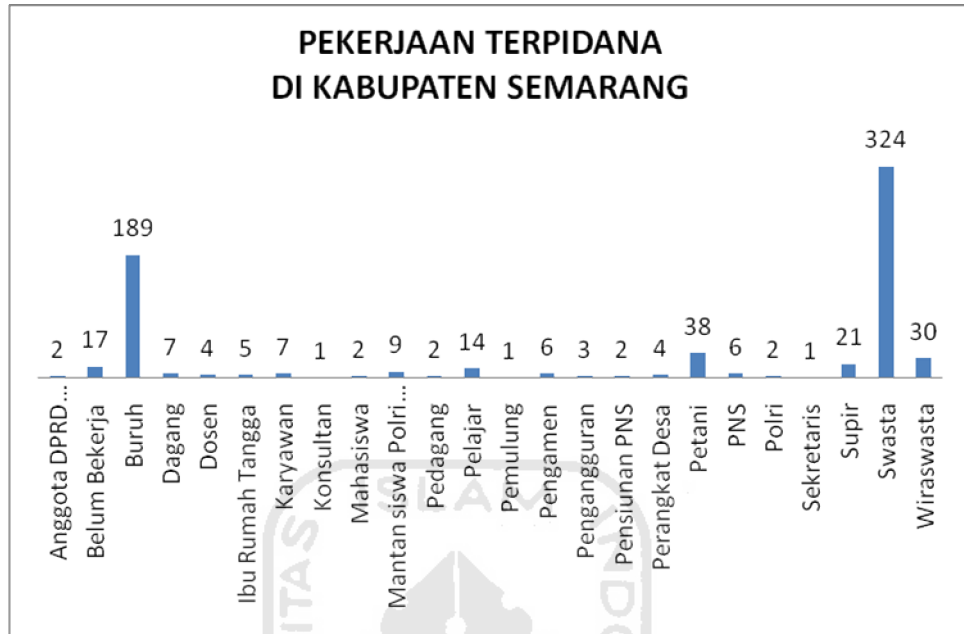 PEKERJAAN TERPIDANA
DI KABUPATEN SEMARANG
2
17
189
7
4
5
7
1
2
9
2
14
1
6
3
2
4
38
6
2
1
21
324
30
Anggota DPRD ...
Belum Bekerja
Buruh
Dagang
Dosen
Ibu Rumah Tangga
Karyawan
Konsultan
Mahasiswa
Mantan siswa Polri ...
Pedagang
Pelajar
Pemulung
Pengamen
Pengangguran
Pensiunan PNS
Perangkat Desa
Petani
PNS
Polri
Sekretaris
Supir
Swasta
Wiraswasta
ISLAM